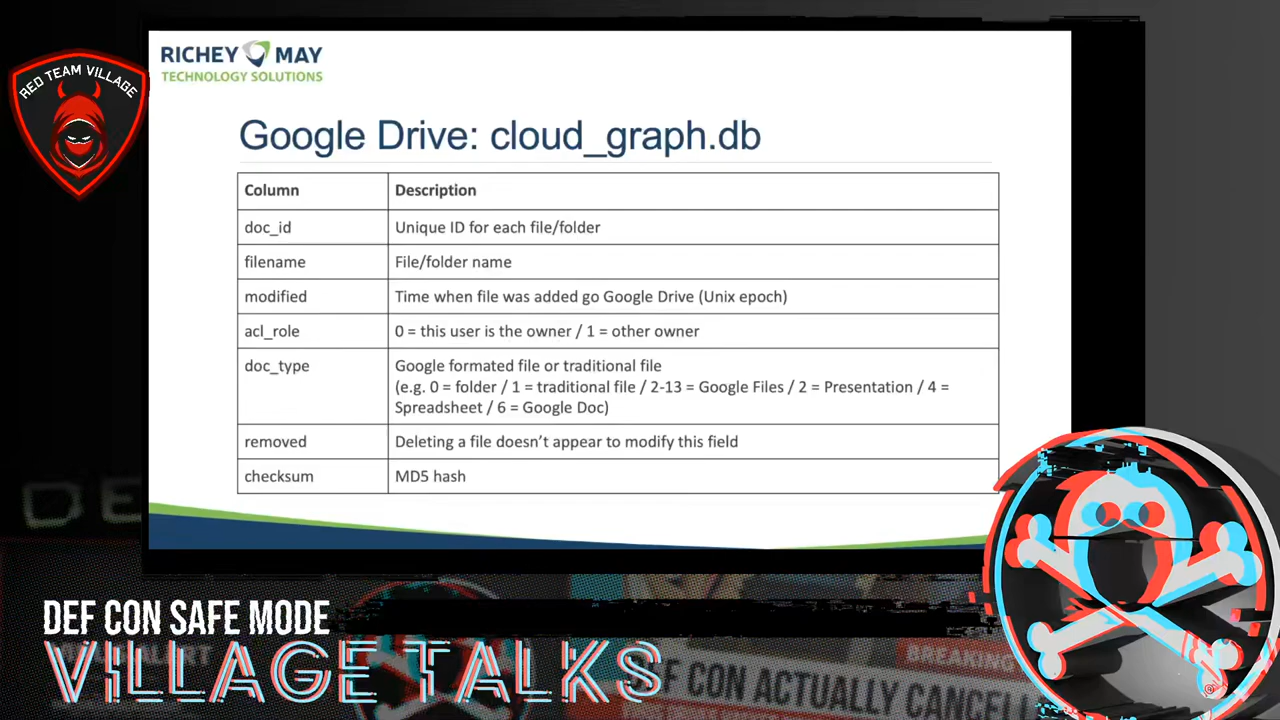 RED TEAM VILLAGE
RICHEY MAY
TECHNOLOGY SOLUTIONS
Google Drive: cloud_graph.db
Column Description
doc_id Unique ID for each file/folder
filename File/folder name
modified Time when file was added go Google Drive (Unix epoch)
acl_role 0 = this user is the owner / 1 = other owner
doc_type Google formated file or traditional file
(e.g. 0 = folder / 1 = traditional file / 2-13 = Google Files / 2 = Presentation / 4 =
Spreadsheet / 6 = Google Doc)
removed Deleting a file doesn't appear to modify this field
checksum MD5 hash
DEF CON SAFE MODE
VILLAGE TALKS
BREAKING
DEF CON ACTUALLY